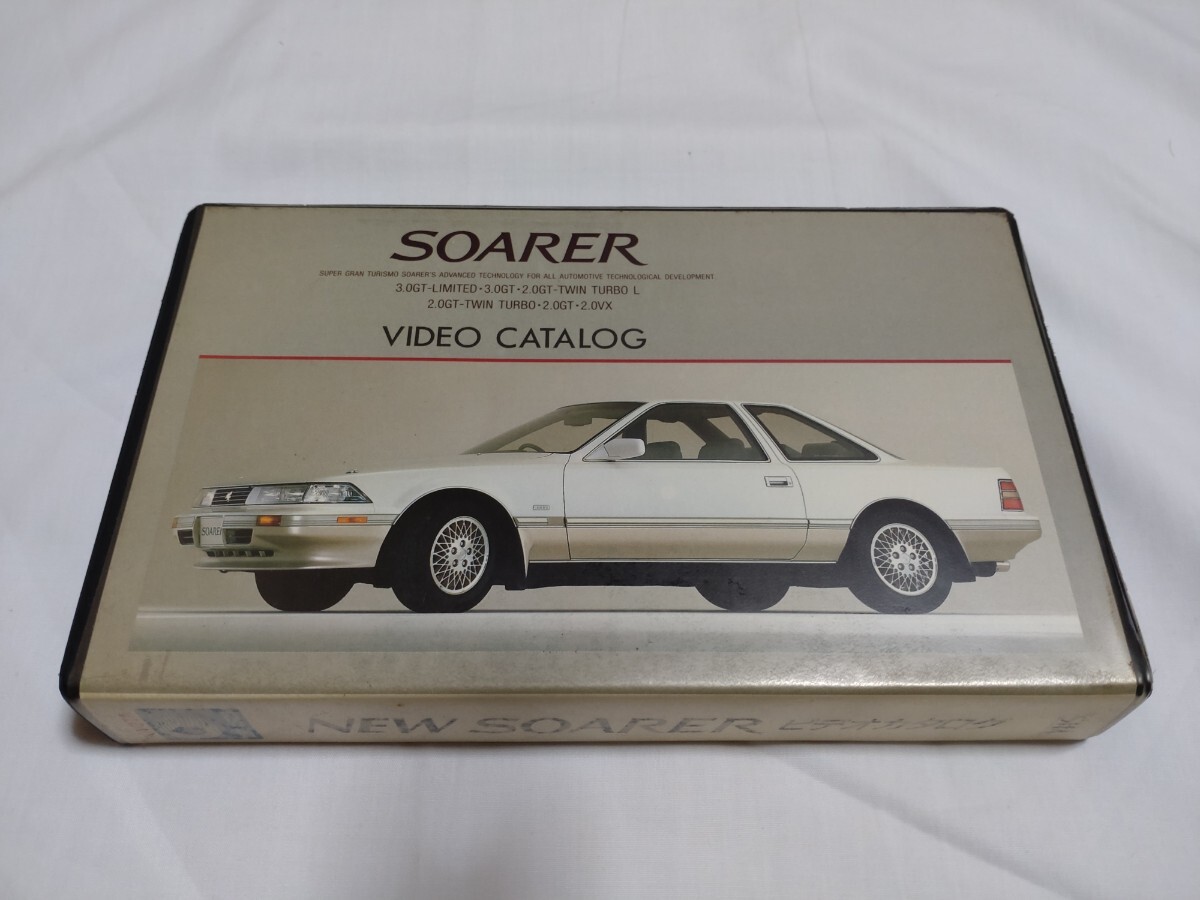 SOARER
SUPER GRAN TURISMO SOARER'S ADVANCED TECHNOLOGY FOR ALL AUTOMOTIVE TECHNOLOGICAL DEVELOPMENT.
3.0GT-LIMITED・3.0GT・2.0GT-TWIN TURBO L
2.0GT-TWIN TURBO・2.0GT・2.0VX
VIDEO CATALOG
SOARER
NEW SOARER ビデオカタログ